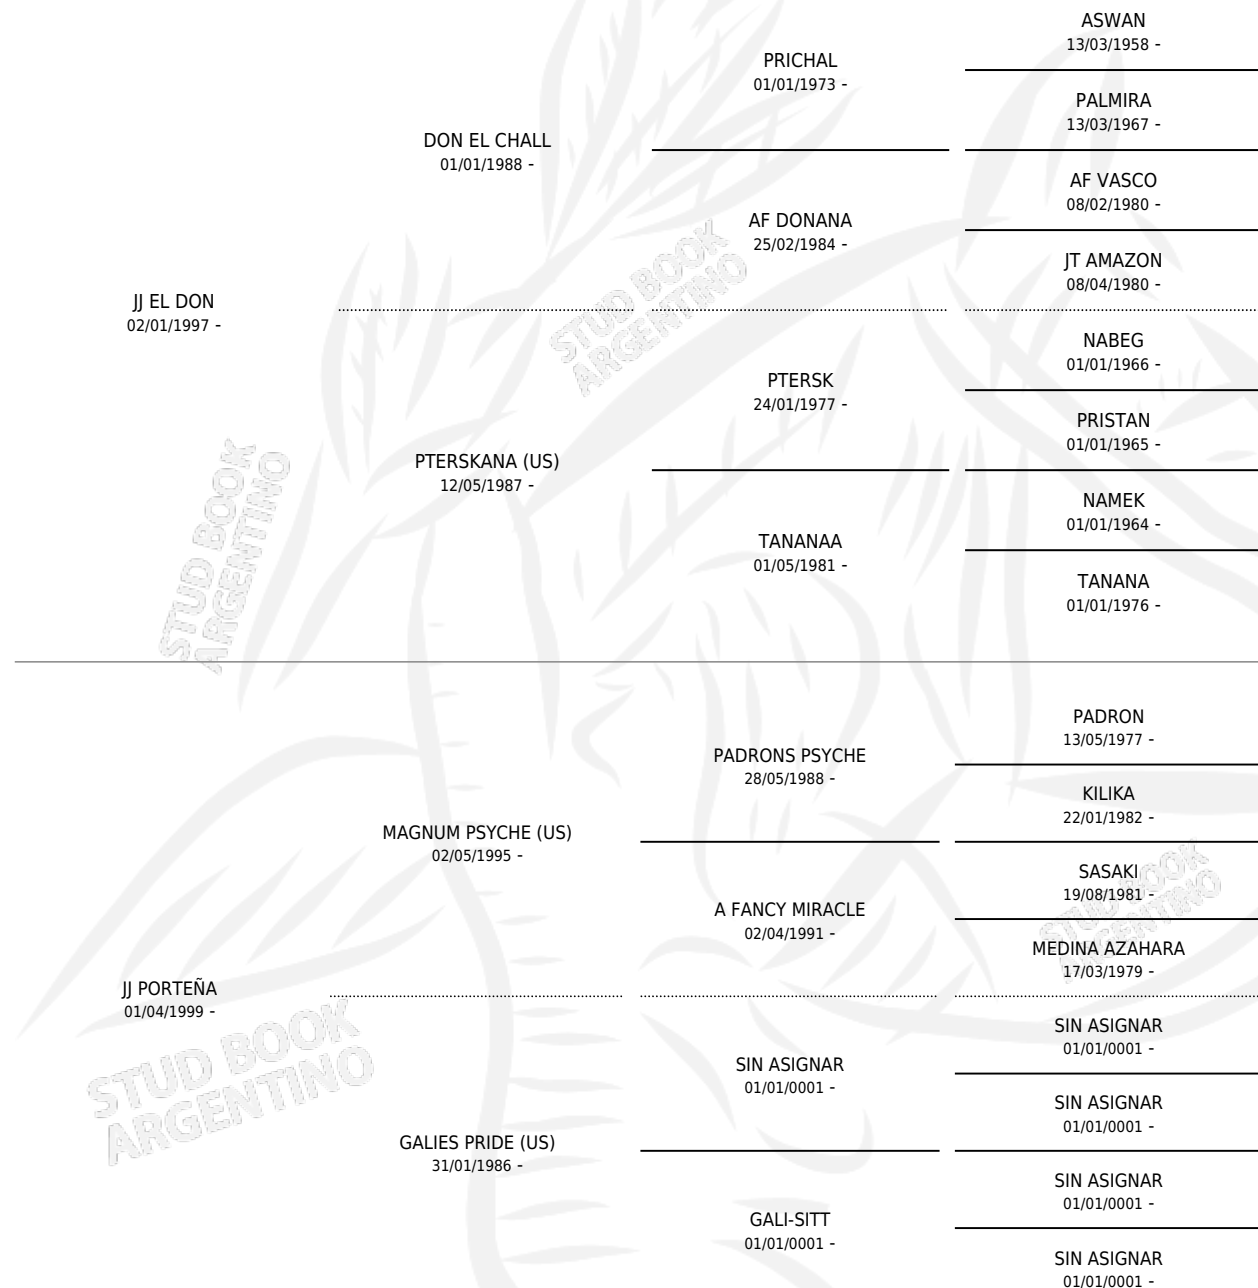 ASWAN
13/03/1958 -
PRICHAL
01/01/1973 -
PALMIRA
13/03/1967 -
DON EL CHALL
01/01/1988 -
AF VASCO
08/02/1980 -
AF DONANA
25/02/1984 -
JT AMAZON
08/04/1980 -
JJ EL DON
02/01/1997 -
NABEG
01/01/1966 -
PTERSK
24/01/1977 -
PRISTAN
01/01/1965 -
PTERSKANA (US)
12/05/1987 -
NAMEK
01/01/1964 -
TANANAA
01/05/1981 -
TANANA
01/01/1976 -
STUD BOOK
ARGENTINO
STUD BOOK
ARGENTINO
PADRON
13/05/1977 -
PADRONS PSYCHE
28/05/1988 -
KILIKA
22/01/1982 -
MAGNUM PSYCHE (US)
02/05/1995 -
SASAKI
19/08/1981 -
A FANCY MIRACLE
02/04/1991 -
MEDINA AZAHARA
17/03/1979 -
STUD BOOK
ARGENTINO
JJ PORTEÑA
01/04/1999 -
SIN ASIGNAR
01/01/0001 -
SIN ASIGNAR
01/01/0001 -
SIN ASIGNAR
01/01/0001 -
STUD BOOK
ARGENTINO
GALIES PRIDE (US)
31/01/1986 -
SIN ASIGNAR
01/01/0001 -
GALI-SITT
01/01/0001 -
SIN ASIGNAR
01/01/0001 -